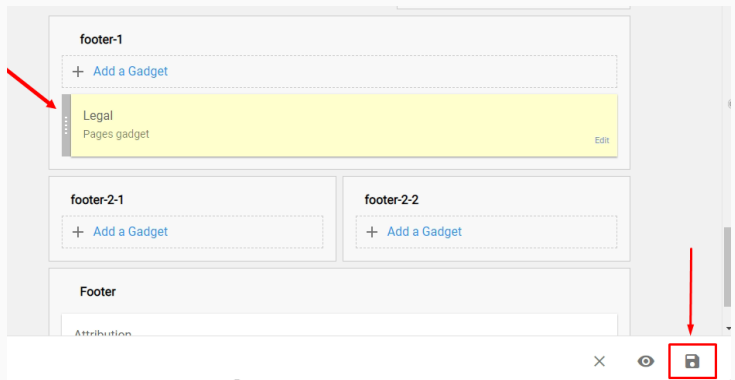 footer-1
+ Add a Gadget
Legal
Pages gadget
Edit
footer-2-1
footer-2-2
+ Add a Gadget
+ Add a Gadget
Footer
Attribution